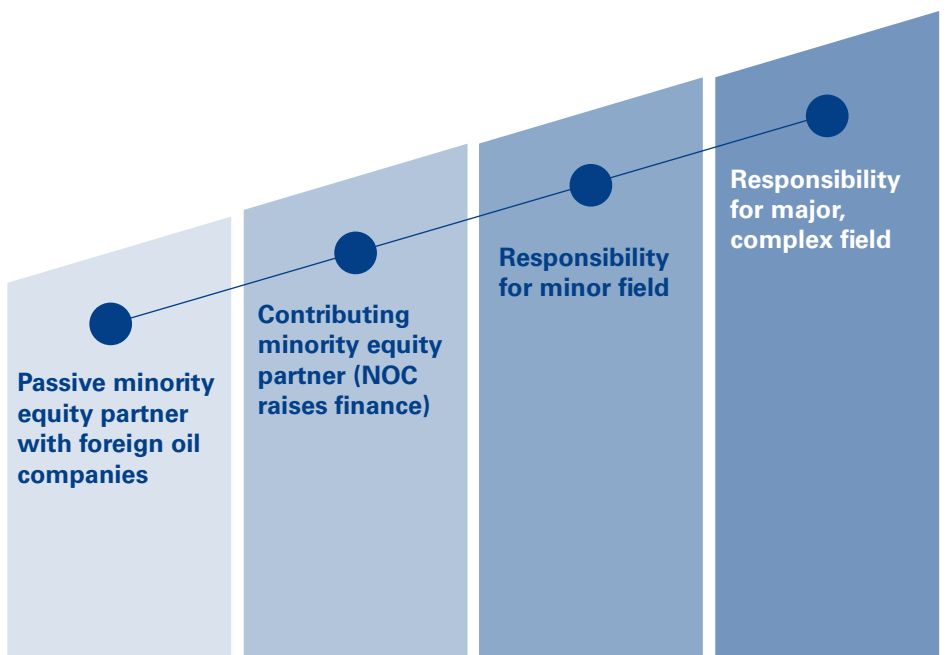 Passive minority
equity partner
with foreign oil
companies
Contributing
minority equity
partner (NOC
raises finance)
Responsibility
for minor field
Responsibility
for major,
complex field